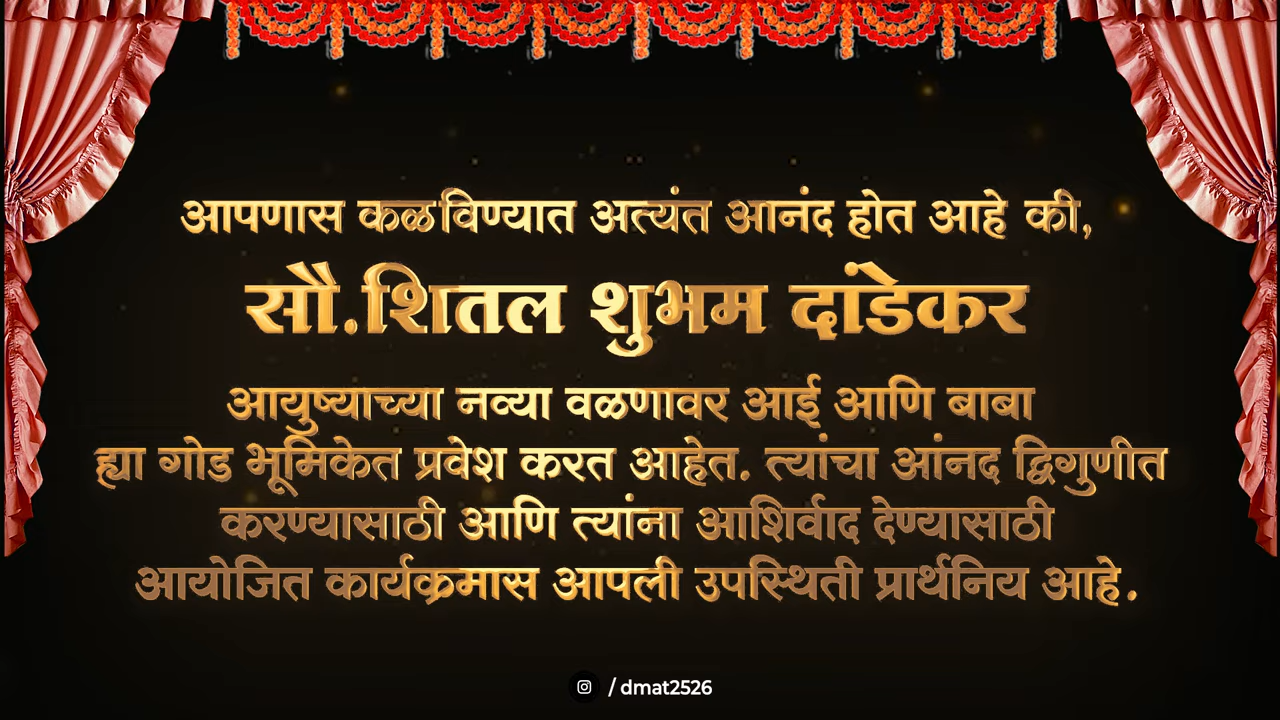 आपणास कळविण्यात अत्यंत आनंद होत आहे की,
सौ.शितल शुभम दांडेकर
आयुष्याच्या नव्या वळणावर आई आणि बाबा
ह्या गोड भूमिकेत प्रवेश करत आहेत. त्यांचा आंनद द्विगुणीत
करण्यासाठी आणि त्यांना आशिर्वाद देण्यासाठी
आयोजित कार्यक्रमास आपली उपस्थिती प्रार्थनिय आहे.
/ dmat2526